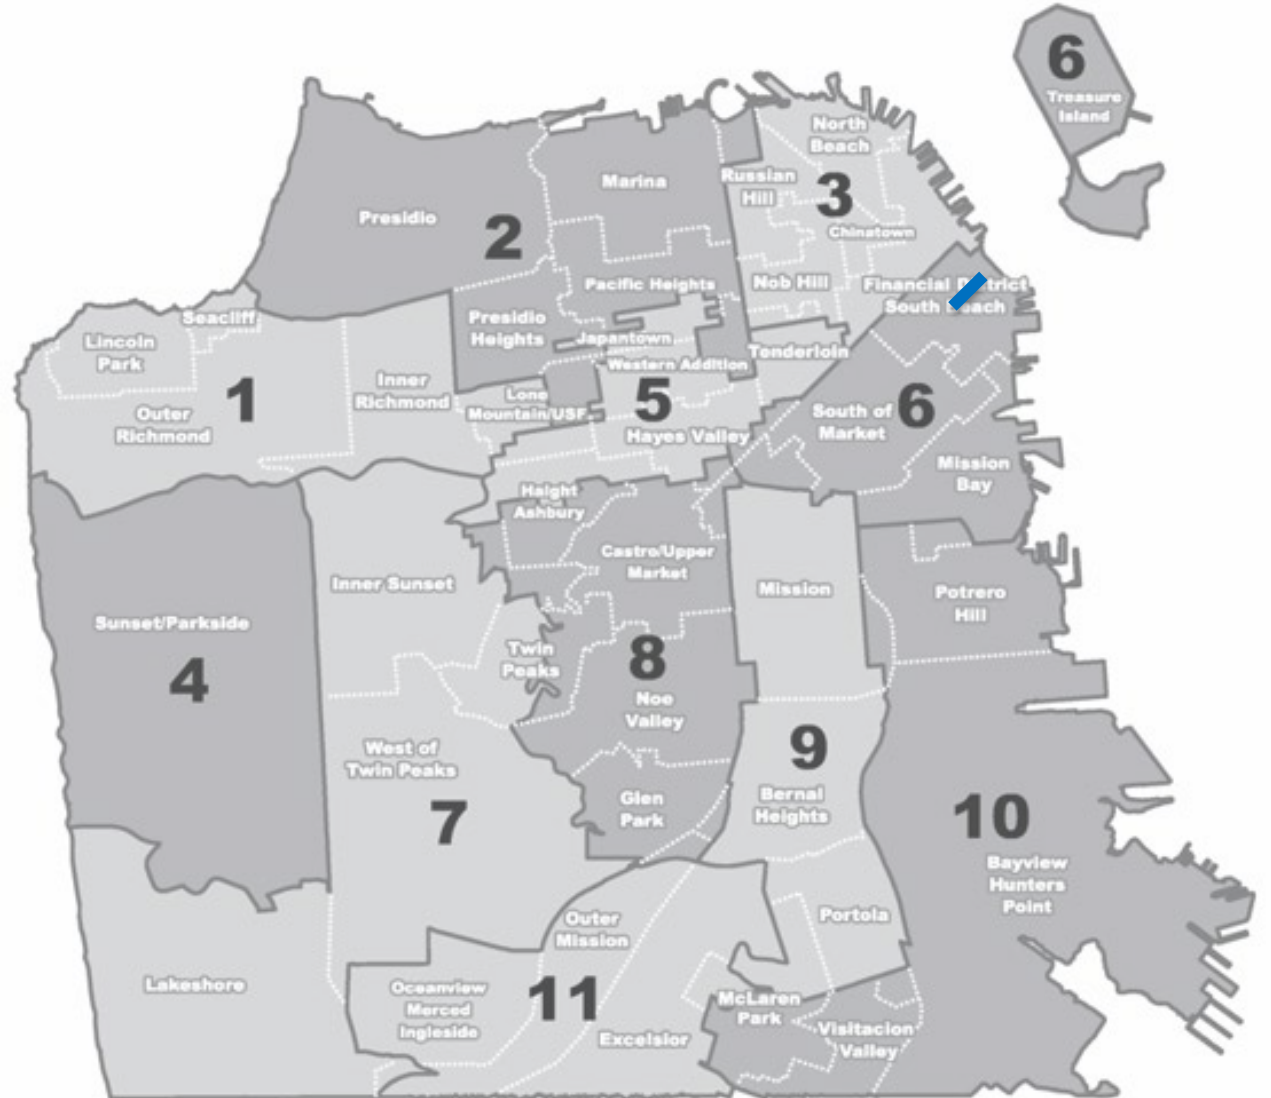 6
Treasure
Island
North
Beach
Marina
Russian
Hill
3
Presidio
2
Chinatown
Pacific Heights
Nob Hill
Financial
South
Seacliff
Presidio
Heights
Lincoln
Park
Japantown
Tenderloin
Western Addition
Inner
Richmond
1
Lone
Mountain/USF
5
6
Outer
Richmond
South of
Market
Hayes Valley
Mission
Bay
Haight
Ashbury
Castro/Upper
Market
Inner Sunset
Mission
Potrero
Hill
Sunset/Parkside
Twin
Peaks
8
4
Noe
Valley
West of
Twin Peaks
9
Glen
Park
Bernal
Heights
7
10
Bayview
Hunters
Point
Outer
Mission
Portola
Lakeshore
Oceanview
Merced
Ingleside
11
McLaren
Park
Excelsior
Visitacion
Valley